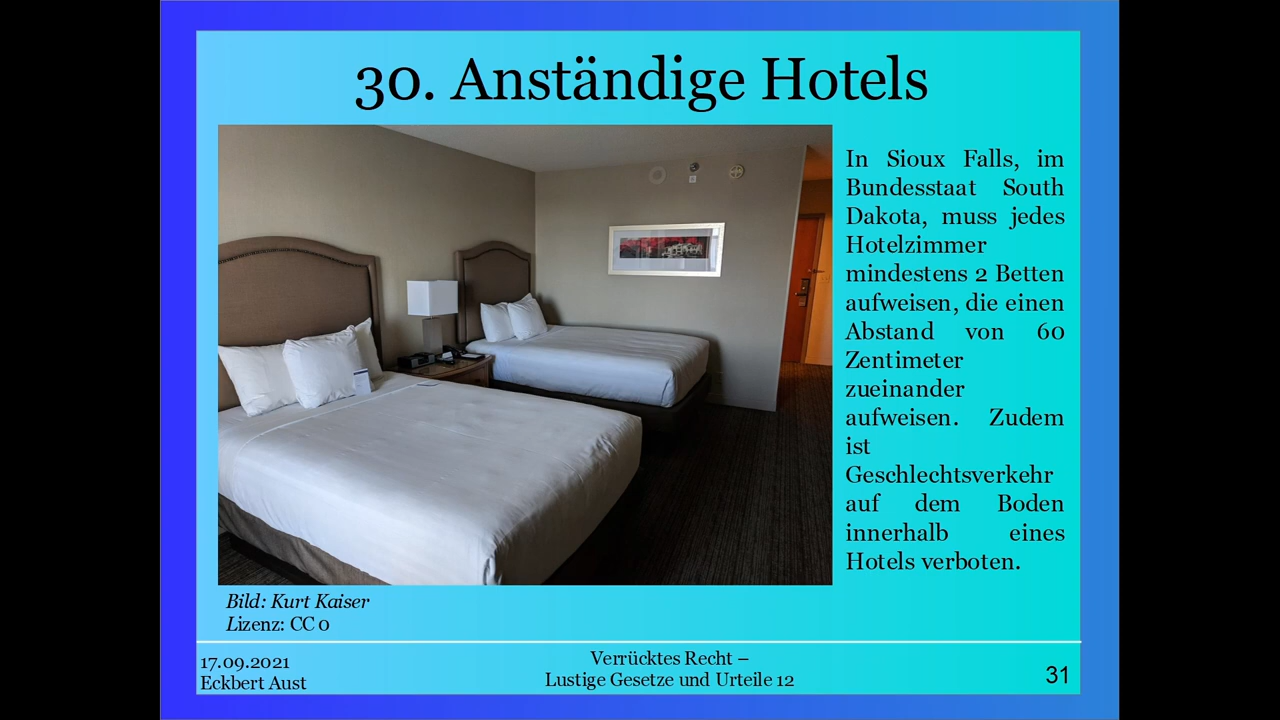 30. Anständige Hotels
In Sioux Falls, im
Bundesstaat South
Dakota, muss jedes
Hotelzimmer
mindestens 2 Betten
aufweisen, die einen
Abstand von 60
Zentimeter
zueinander
aufweisen. Zudem
ist
Geschlechtsverkehr
auf dem Boden
innerhalb eines
Hotels verboten.
Bild: Kurt Kaiser
Lizenz: CC 0
17.09.2021
Eckbert Aust
Verrücktes Recht –
Lustige Gesetze und Urteile 12
31